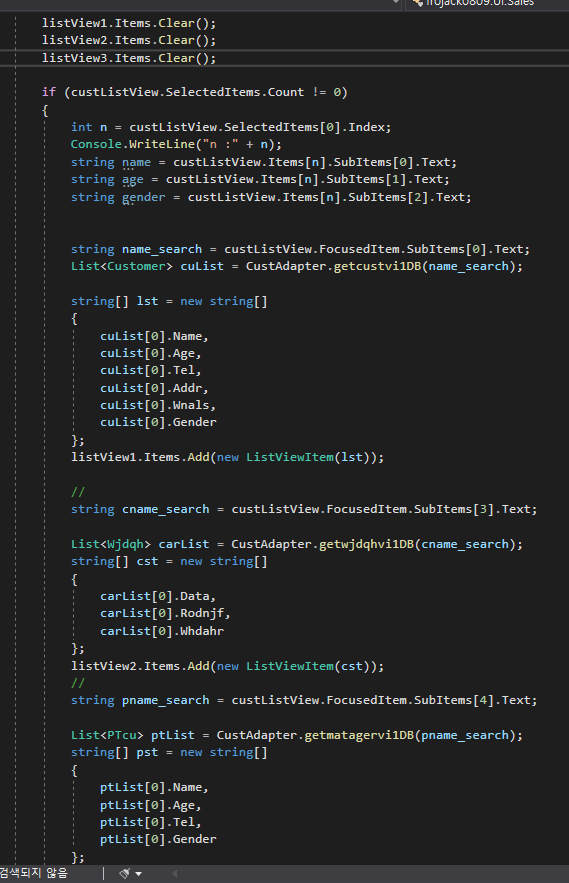 frojack0809.UI.Sales
listView1.Items.Clear();
listView2.Items.Clear();
listView3.Items.Clear();
if (custListView.SelectedItems.Count != 0)
{
int n = custListView.SelectedItems[0].Index;
Console.WriteLine("n :" + n);
string name = custListView.Items[n].SubItems[0].Text;
string age = custListView.Items[n].SubItems[1].Text;
string gender = custListView.Items[n].SubItems[2].Text;
string name_search = custListView.FocusedItem.SubItems[0].Text;
List<Customer> cuList = CustAdapter.getcustvi1DB(name_search);
string[] lst = new string[]
{
cuList[0].Name,
cuList[0].Age,
cuList[0].Tel,
cuList[0].Addr,
cuList[0].Wnals,
cuList[0].Gender
};
listView1.Items.Add(new ListViewItem(lst));
//
string cname_search = custListView.FocusedItem.SubItems[3].Text;
List<Wjdqh> carList = CustAdapter.getwjdqhvi1DB(cname_search);
string[] cst = new string[]
{
carList[0].Data,
carList[0].Rodnjf,
carList[0].Whdahr
};
listView2.Items.Add(new ListViewItem(cst));
//
string pname_search = custListView.FocusedItem.SubItems[4].Text;
List<PTcu> ptList = CustAdapter.getmatagervi1DB(pname_search);
string[] pst = new string[]
{
ptList[0].Name,
ptList[0].Age,
ptList[0].Tel,
ptList[0].Gender
};
검색되지 않음